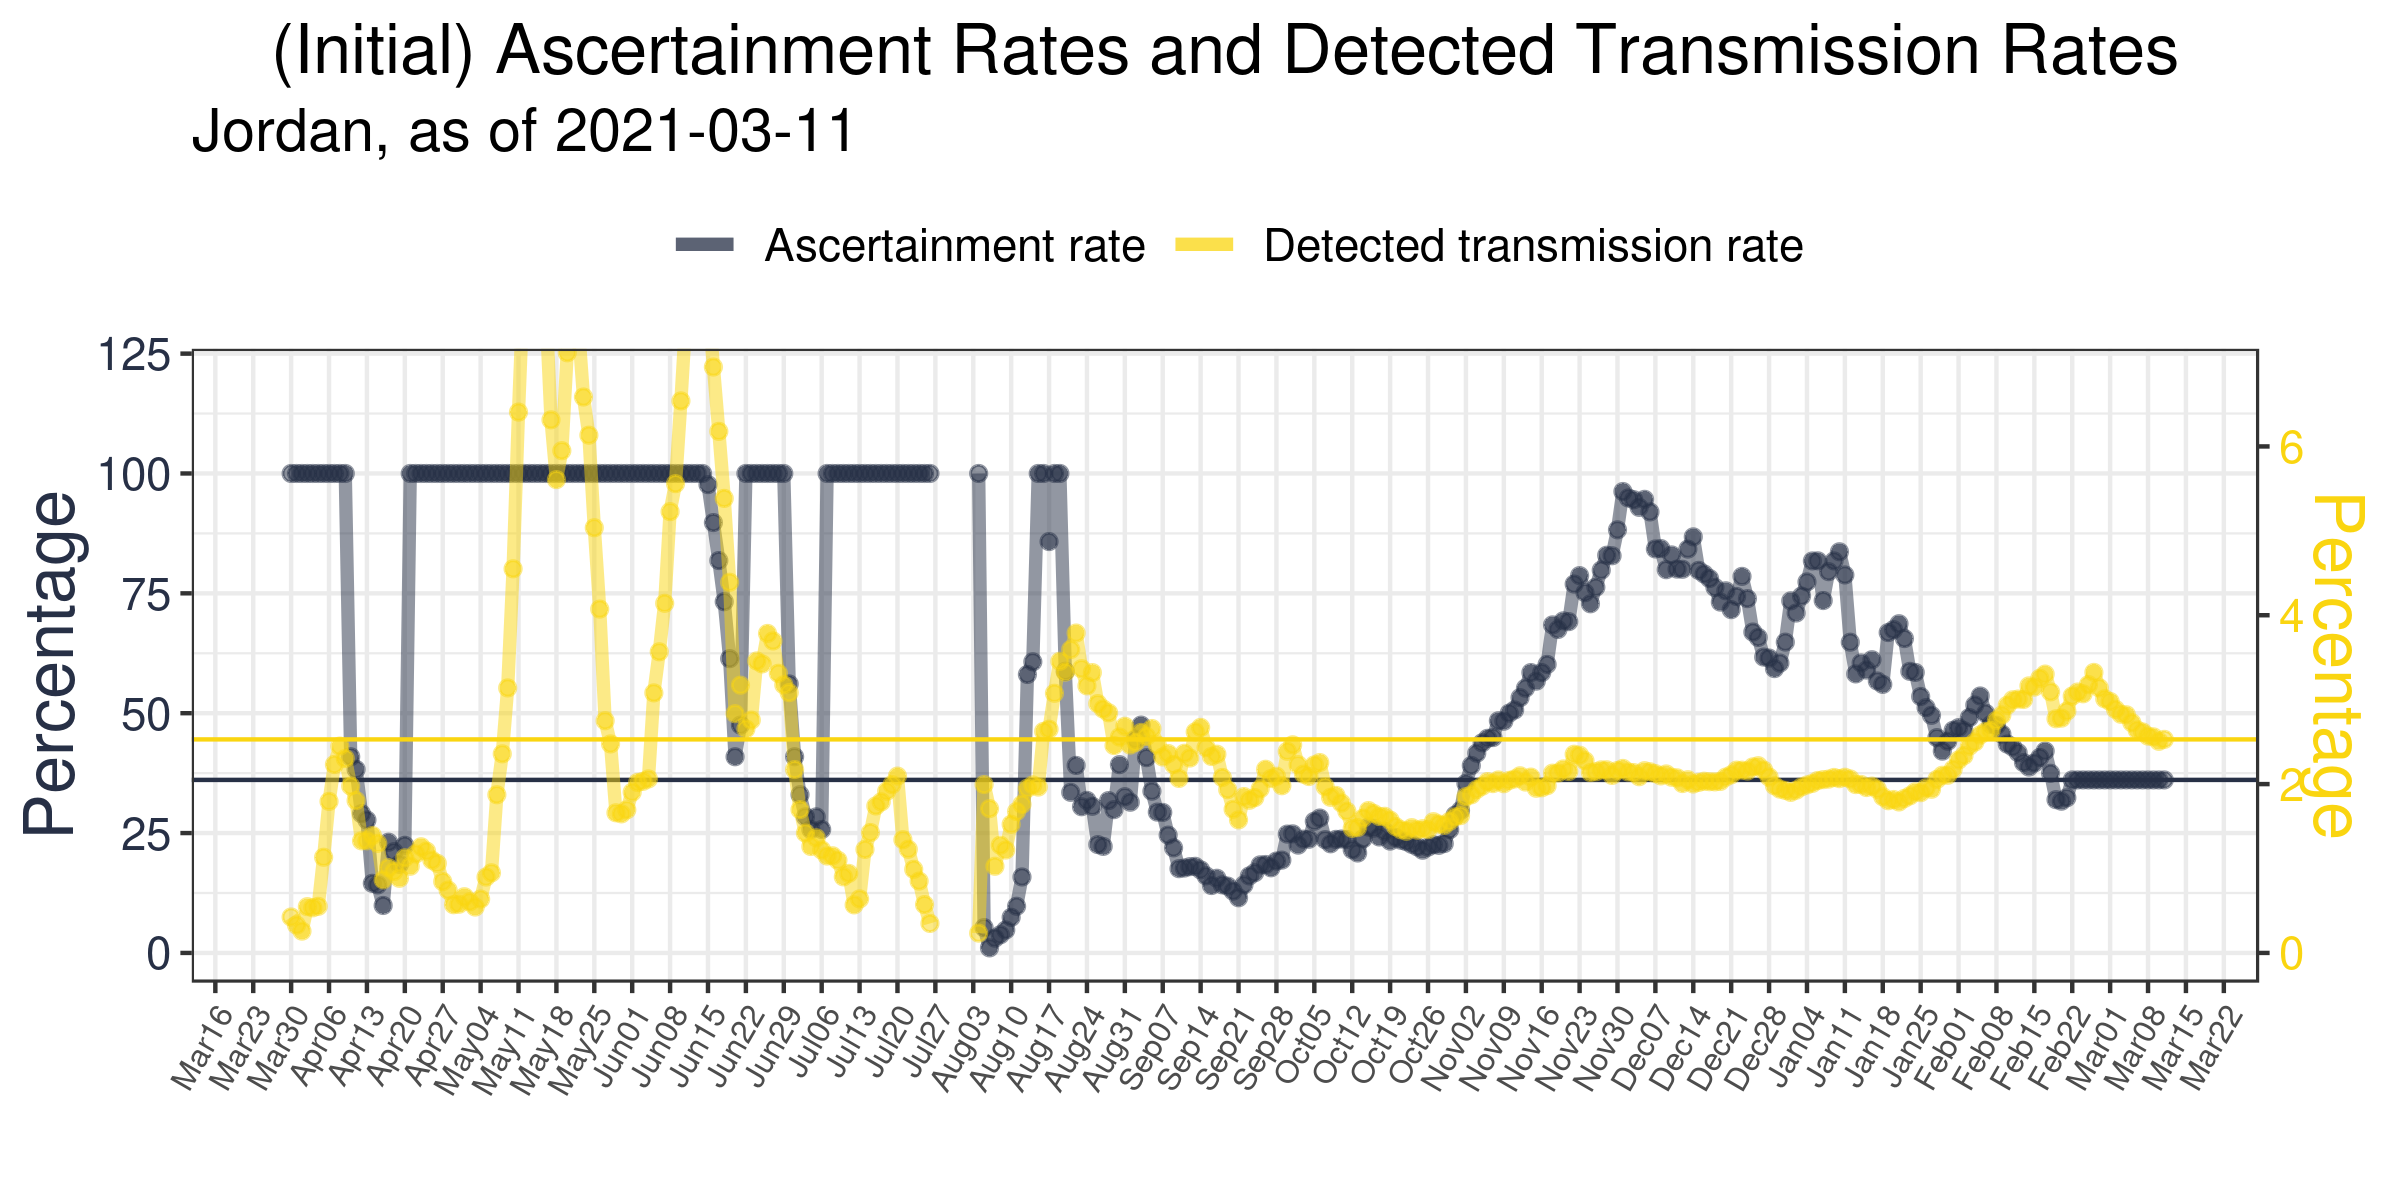 (Initial) Ascertainment Rates and Detected Transmission Rates
Jordan, as of 2021-03-11
Ascertainment rate
Detected transmission rate
Percentage
125
100
75
50
25
0
6
4
2
0
Percentage
Mar16
Mar23
Mar30
Apr06
Apr13
Apr20
Apr27
May04
May11
May18
May25
Jun01
Jun08
Jun15
Jun22
Jun29
Jul06
Jul13
Jul20
Jul27
Aug03
Aug10
Aug17
Aug24
Aug31
Sep07
Sep14
Sep21
Sep28
Oct05
Oct12
Oct19
Oct26
Nov02
Nov09
Nov16
Nov23
Nov30
Dec07
Dec14
Dec21
Dec28
Jan04
Jan11
Jan18
Jan25
Feb01
Feb08
Feb15
Feb22
Mar01
Mar08
Mar15
Mar22